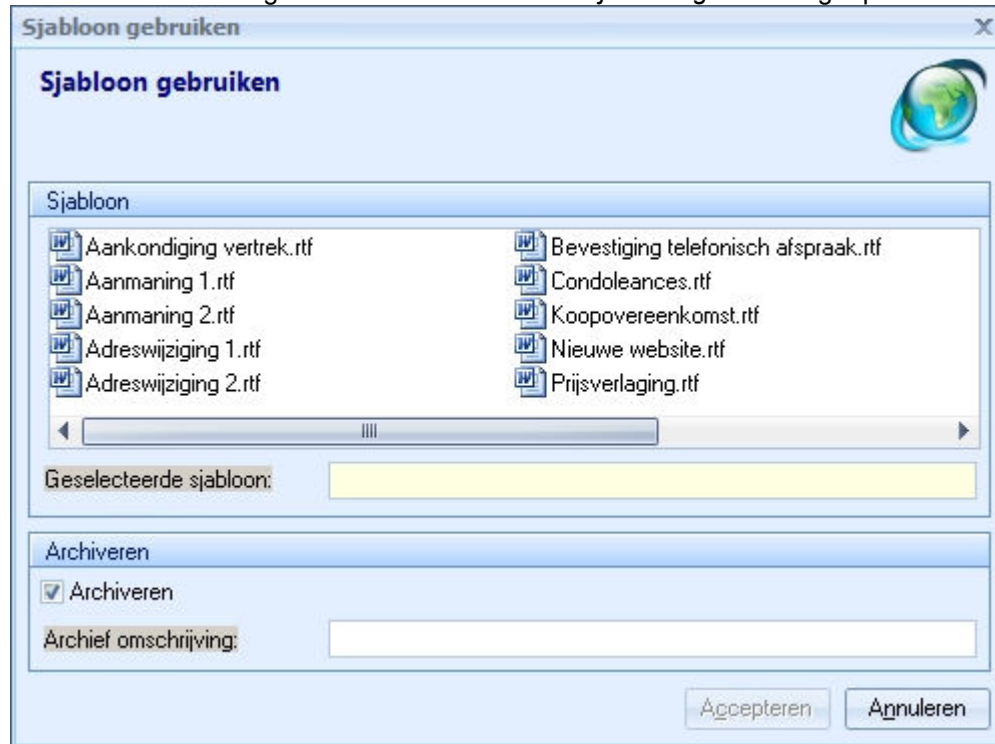 Sjabloon gebruiken
Sjabloon gebruiken
Sjabloon
Aankondiging vertrek.rtf
Aanmaning 1.rtf
Aanmaning 2.rtf
Adreswijziging 1.rtf
Adreswijziging 2.rtf
Bevestiging telefonisch afspraak.rtf
Condoleances.rtf
Koopovereenkomst.rtf
Nieuwe website.rtf
Prijsverlaging.rtf
Geselecteerde sjabloon:
Archiveren
Archiveren
Archief omschrijving:
Accepteren Annuleren